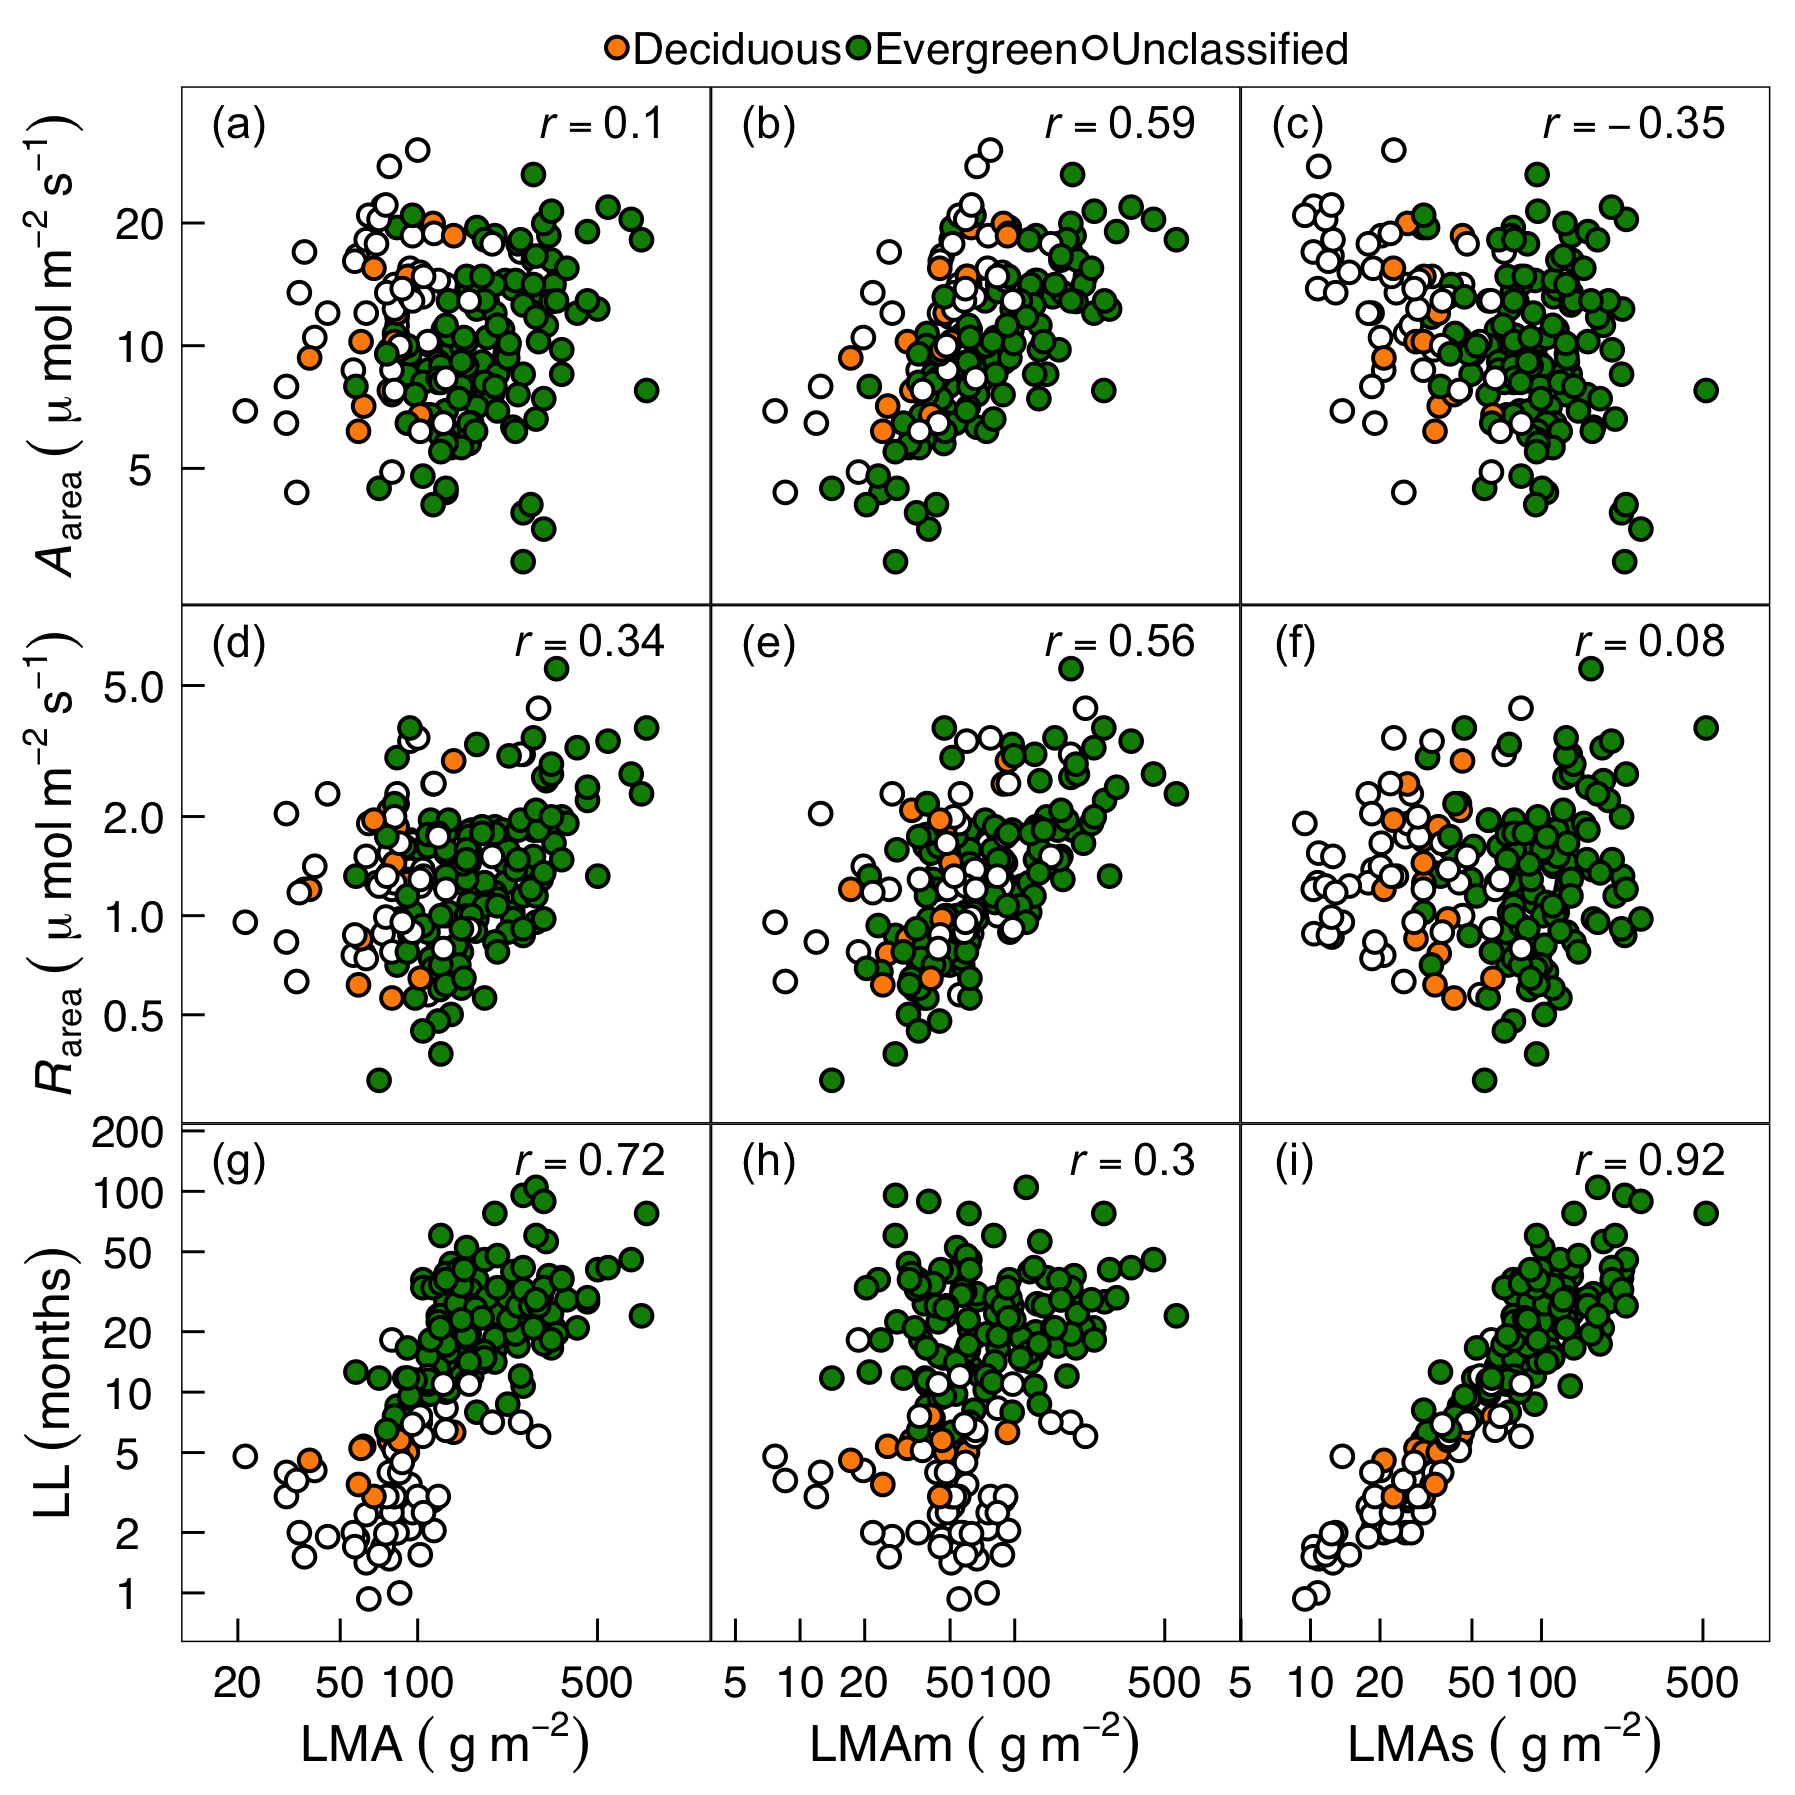 Deciduous Evergreen Unclassified
(a) r = 0.1 (b) r = 0.59 (c) r = −0.35
A_area ( μ mol m⁻² s⁻¹)
20
10
5
(d) r = 0.34 (e) r = 0.56 (f) r = 0.08
R_area ( μ mol m⁻² s⁻¹)
5.0
2.0
1.0
0.5
(g) r = 0.72 (h) r = 0.3 (i) r = 0.92
LL (months)
200
100
50
20
10
5
2
1
20 50 100 500 5 10 20 50 100 500 5 10 20 50 100 500
LMA ( g m⁻²) LMAm ( g m⁻²) LMAs ( g m⁻²)